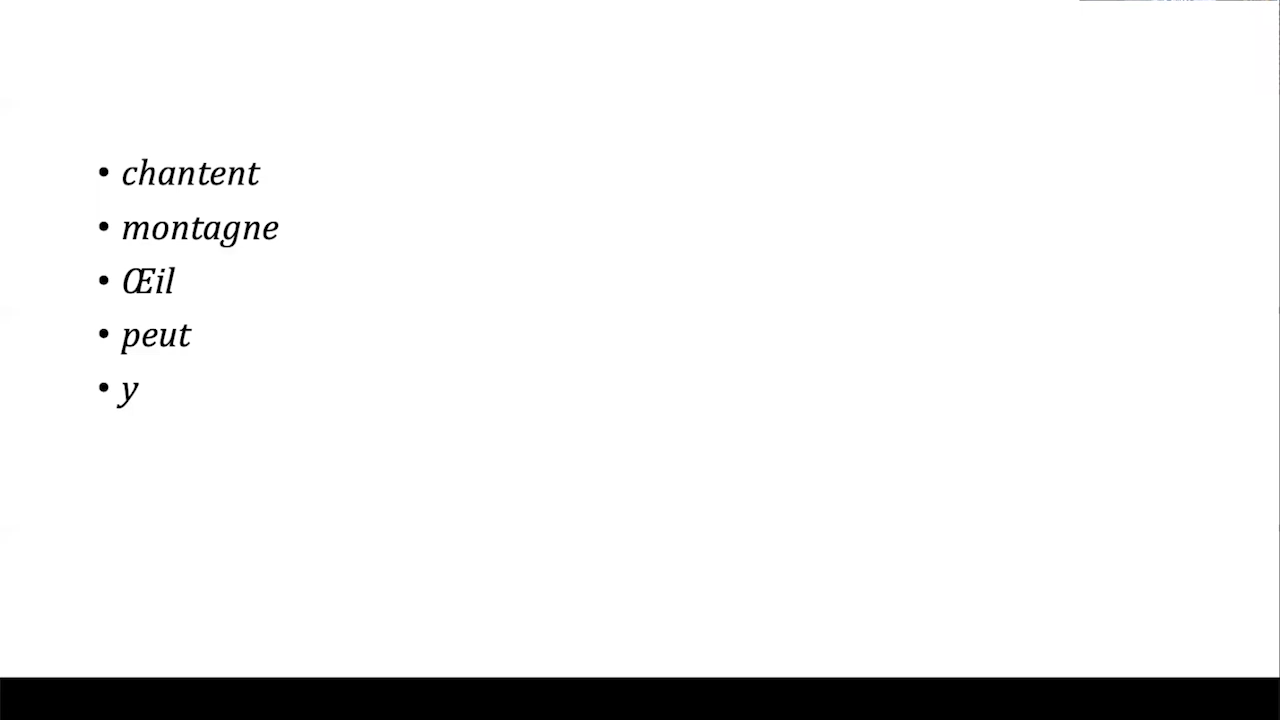 • chantent
• montagne
• Œil
• peut
• y